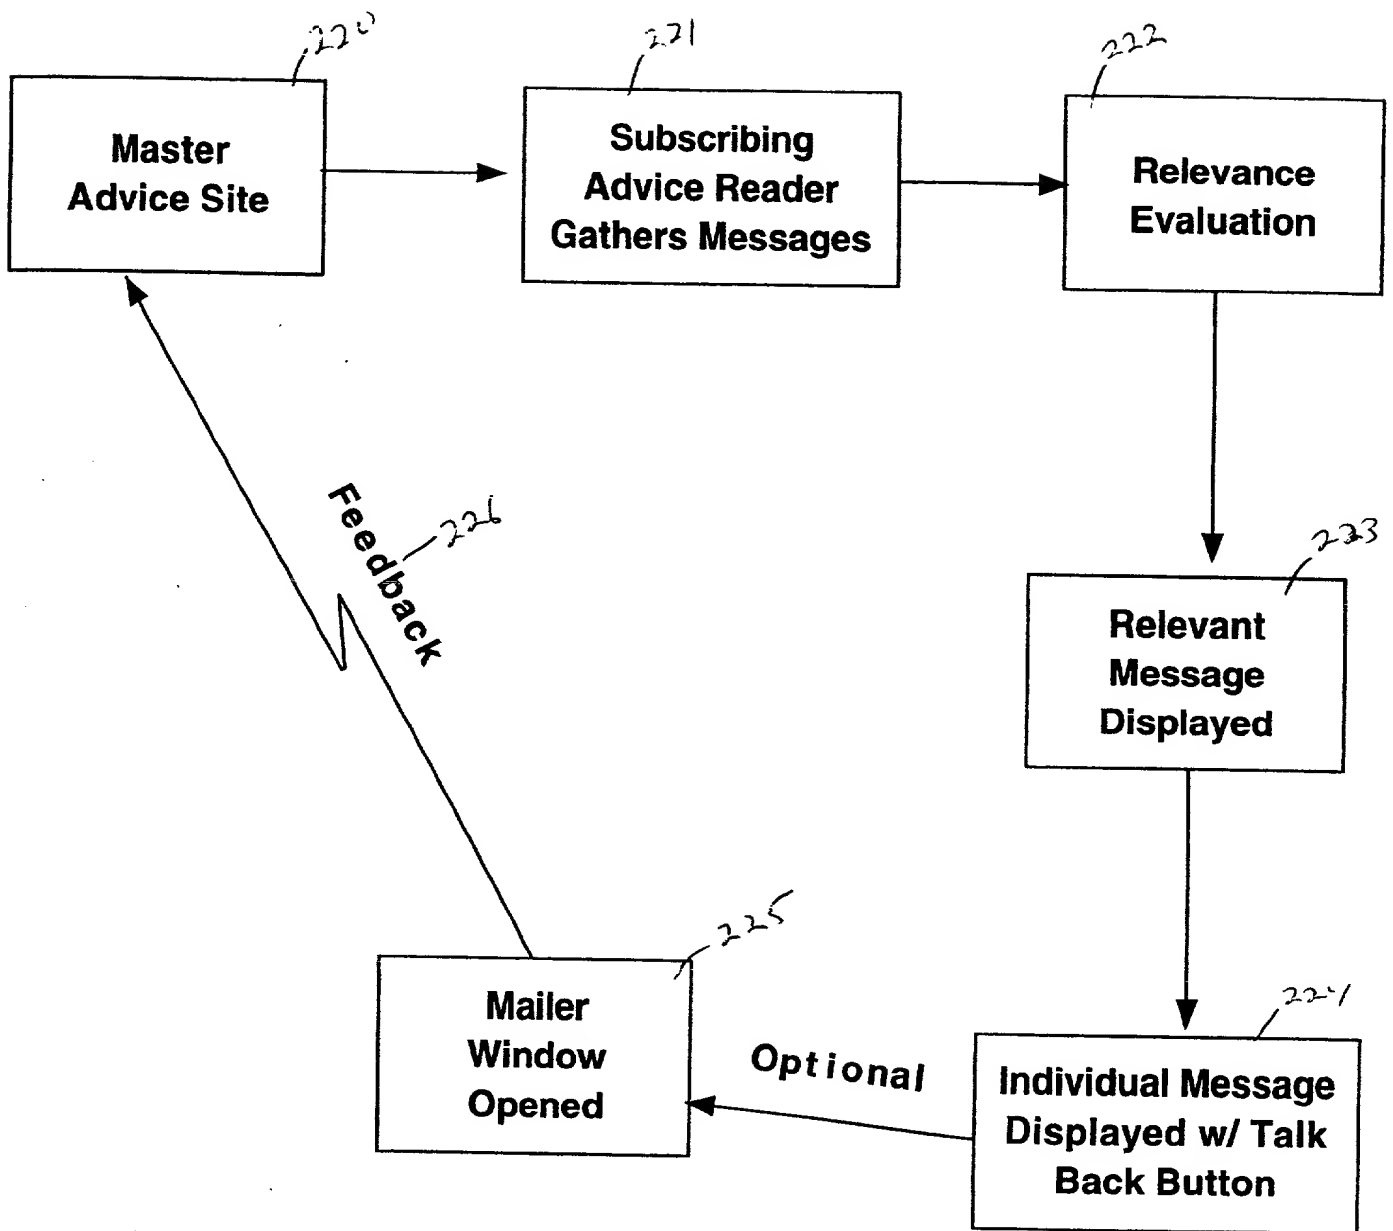 220
221
222
Master
Advice Site
Subscribing
Advice Reader
Gathers Messages
Relevance
Evaluation
Feedback
226
223
Relevant
Message
Displayed
225
Mailer
Window
Opened
Optional
224
Individual Message
Displayed w/ Talk
Back Button